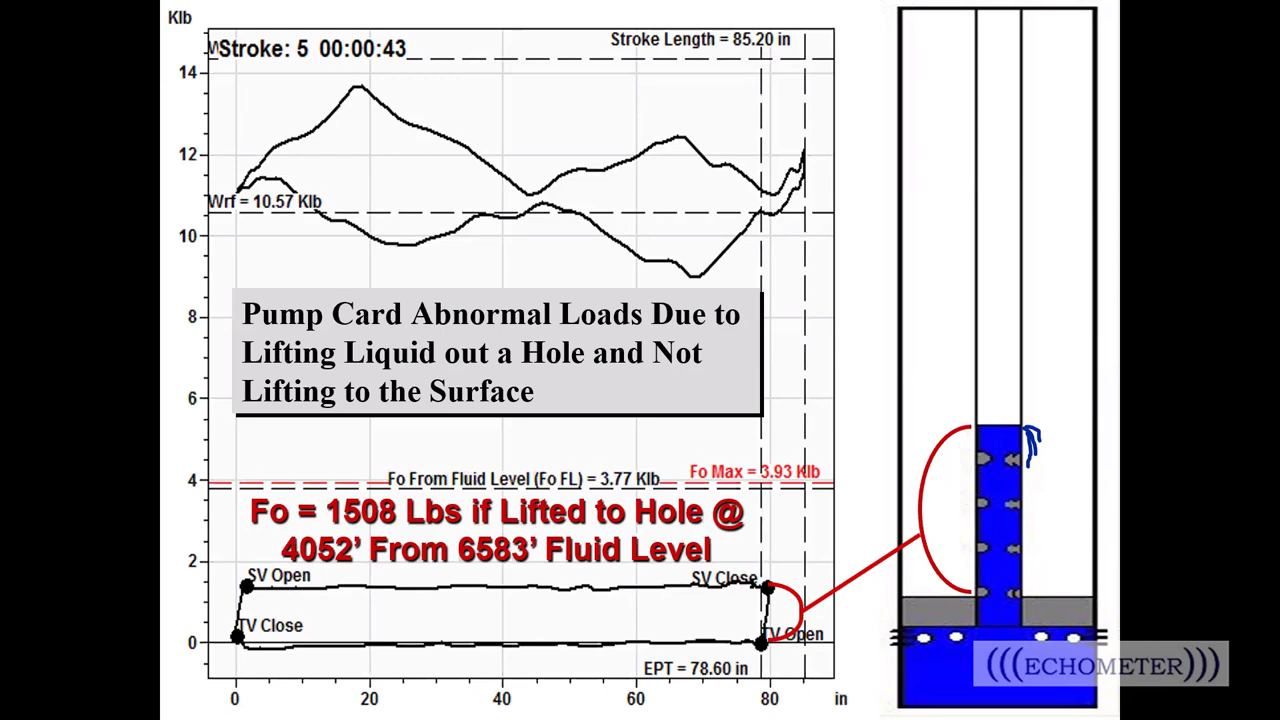 Klb
Stroke: 5 00:00:43
Stroke Length = 85.20 in
14
12
Wrf = 10.57 Klb
10
8
Pump Card Abnormal Loads Due to
Lifting Liquid out a Hole and Not
Lifting to the Surface
6
Fo Max = 3.93 Klb
4
Fo From Fluid Level (Fo FL) = 3.77 Klb
Fo = 1508 Lbs if Lifted to Hole @
4052’ From 6583’ Fluid Level
2
SV Open
SV Close
TV Close
TV Open
0
EPT = 78.60 in
0 20 40 60 80 in
(((ECHOMETER)))